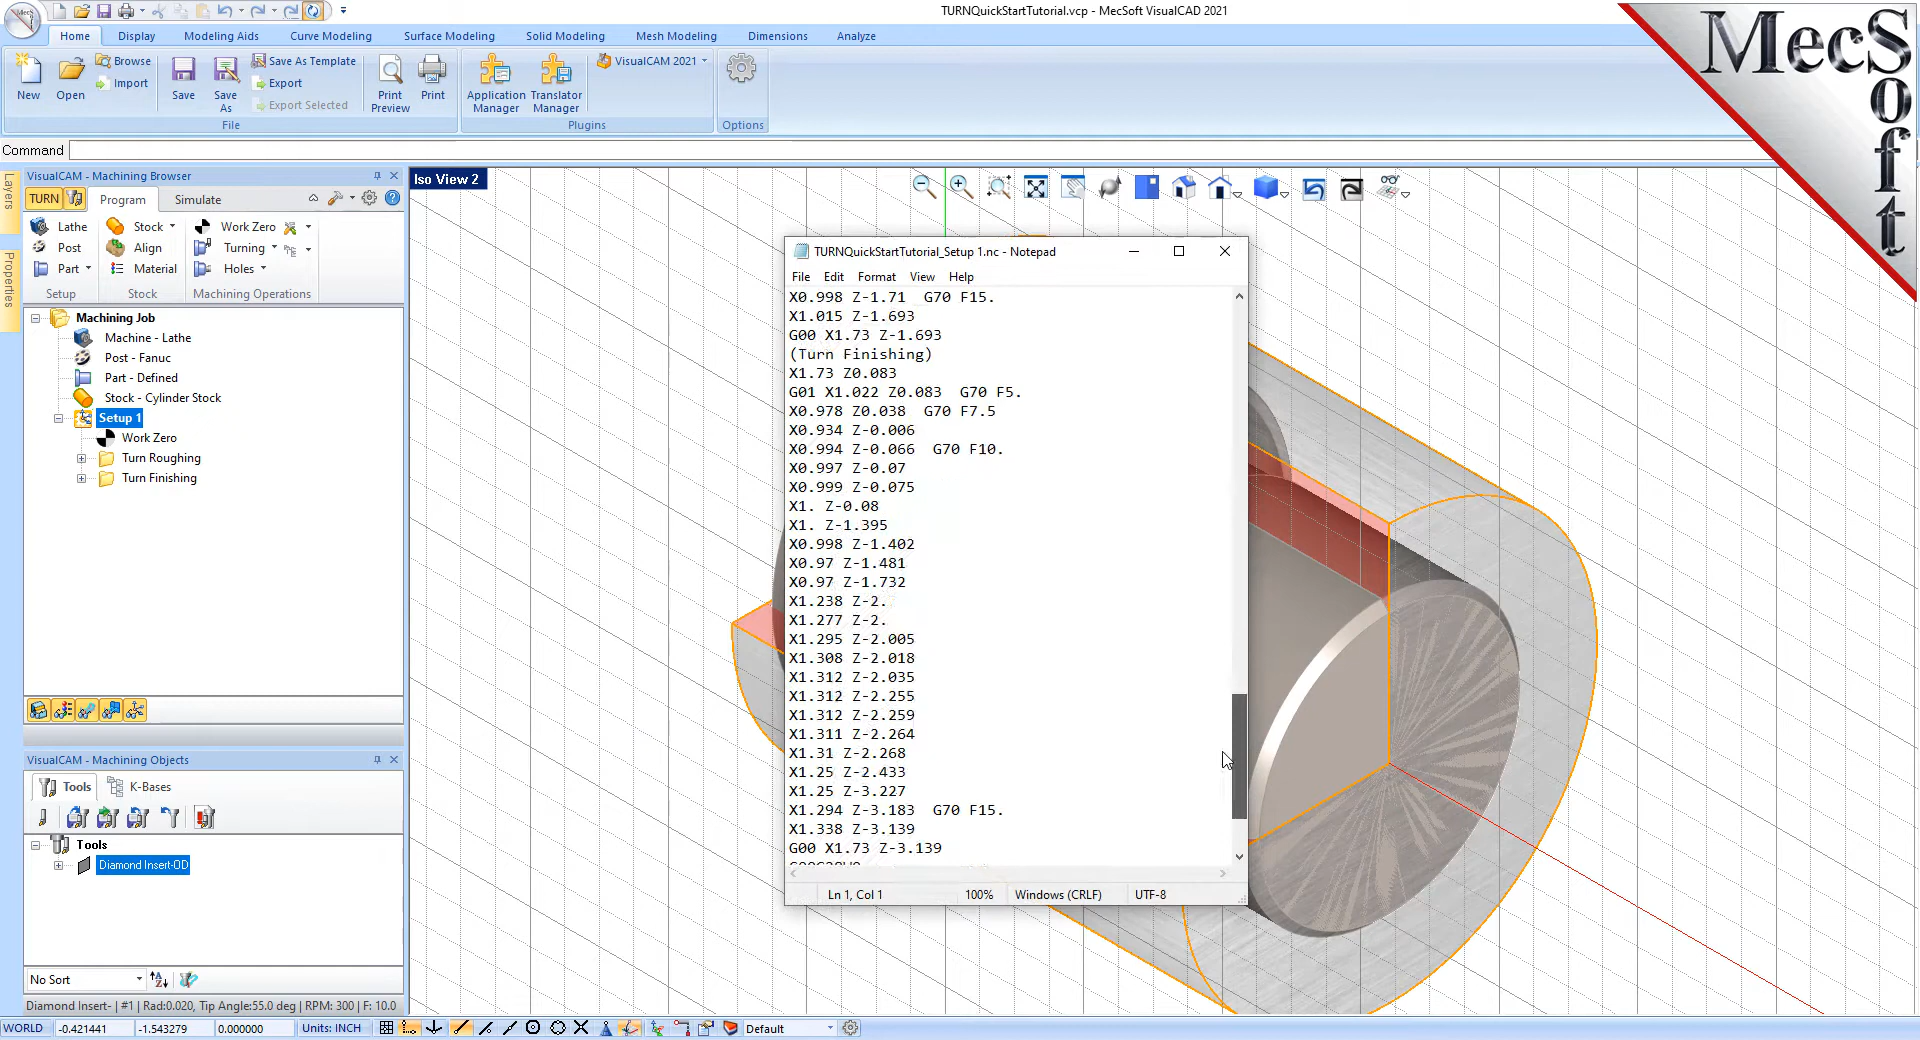 TURNQuickStartTutorial.vcp - MecSoft VisualCAD 2021
MecSoft
Home Display Modeling Aids Curve Modeling Surface Modeling Solid Modeling Mesh Modeling Dimensions Analyze
New
Open
Browse
Import
Save
Save As
Save As Template
Export
Export Selected
Print Preview
Print
Application Manager
Translator Manager
VisualCAM 2021
File
Plugins
Options
Command
Layers
Properties
VisualCAM - Machining Browser
TURN Program Simulate
Lathe Stock Work Zero
Post Align Turning
Part Material Holes
Setup Stock Machining Operations
Machining Job
Machine - Lathe
Post - Fanuc
Part - Defined
Stock - Cylinder Stock
Setup 1
Work Zero
Turn Roughing
Turn Finishing
VisualCAM - Machining Objects
Tools K-Bases
Tools
Diamond Insert-OD
No Sort
Diamond Insert- | #1 | Rad:0.020, Tip Angle:55.0 deg | RPM: 300 | F: 10.0
Iso View 2
TURNQuickStartTutorial_Setup 1.nc - Notepad
File Edit Format View Help
X0.998 Z-1.71  G70 F15.
X1.015 Z-1.693
G00 X1.73 Z-1.693
(Turn Finishing)
X1.73 Z0.083
G01 X1.022 Z0.083  G70 F5.
X0.978 Z0.038  G70 F7.5
X0.934 Z-0.006
X0.994 Z-0.066  G70 F10.
X0.997 Z-0.07
X0.999 Z-0.075
X1. Z-0.08
X1. Z-1.395
X0.998 Z-1.402
X0.97 Z-1.481
X0.97 Z-1.732
X1.238 Z-2.
X1.277 Z-2.
X1.295 Z-2.005
X1.308 Z-2.018
X1.312 Z-2.035
X1.312 Z-2.255
X1.312 Z-2.259
X1.311 Z-2.264
X1.31 Z-2.268
X1.25 Z-2.433
X1.25 Z-3.227
X1.294 Z-3.183  G70 F15.
X1.338 Z-3.139
G00 X1.73 Z-3.139
Ln 1, Col 1 100% Windows (CRLF) UTF-8
WORLD -0.421441 -1.543279 0.000000 Units: INCH Default